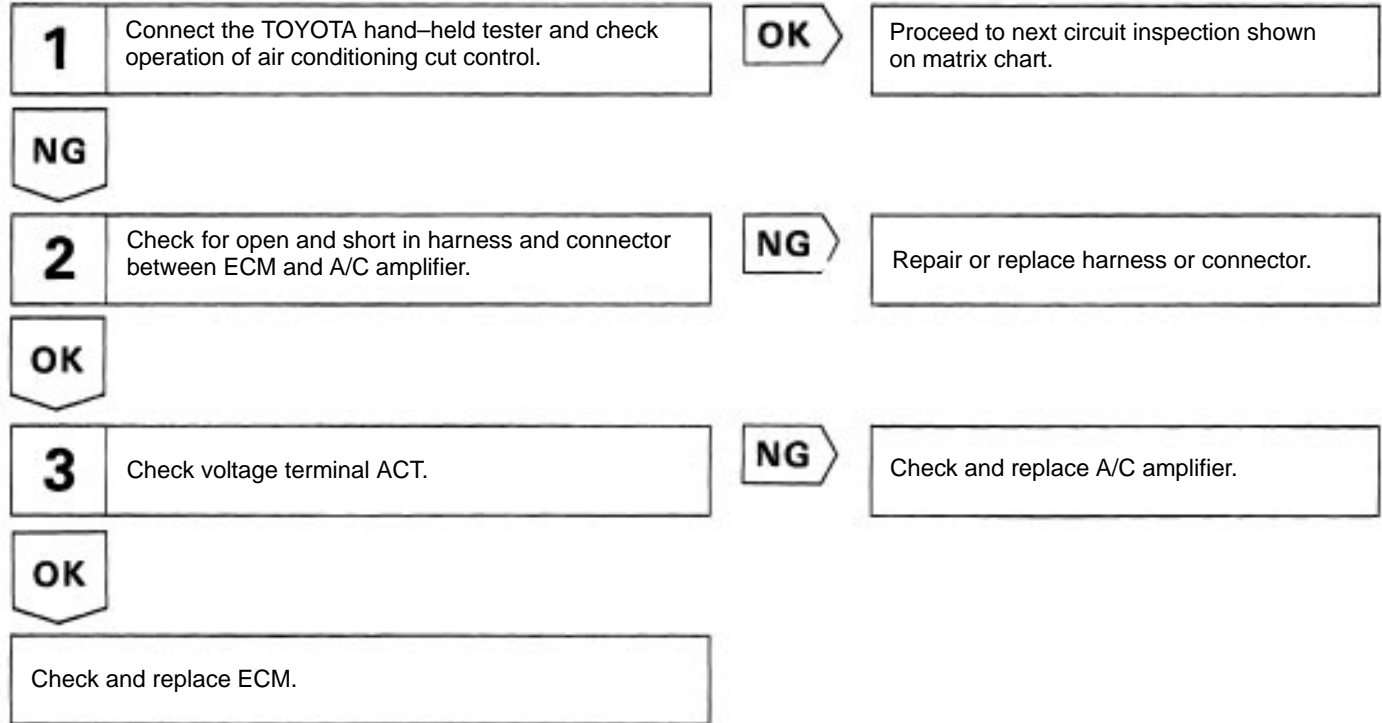 1
Connect the TOYOTA hand–held tester and check
operation of air conditioning cut control.
OK
Proceed to next circuit inspection shown
on matrix chart.
NG
2
Check for open and short in harness and connector
between ECM and A/C amplifier.
NG
Repair or replace harness or connector.
OK
3
Check voltage terminal ACT.
NG
Check and replace A/C amplifier.
OK
Check and replace ECM.